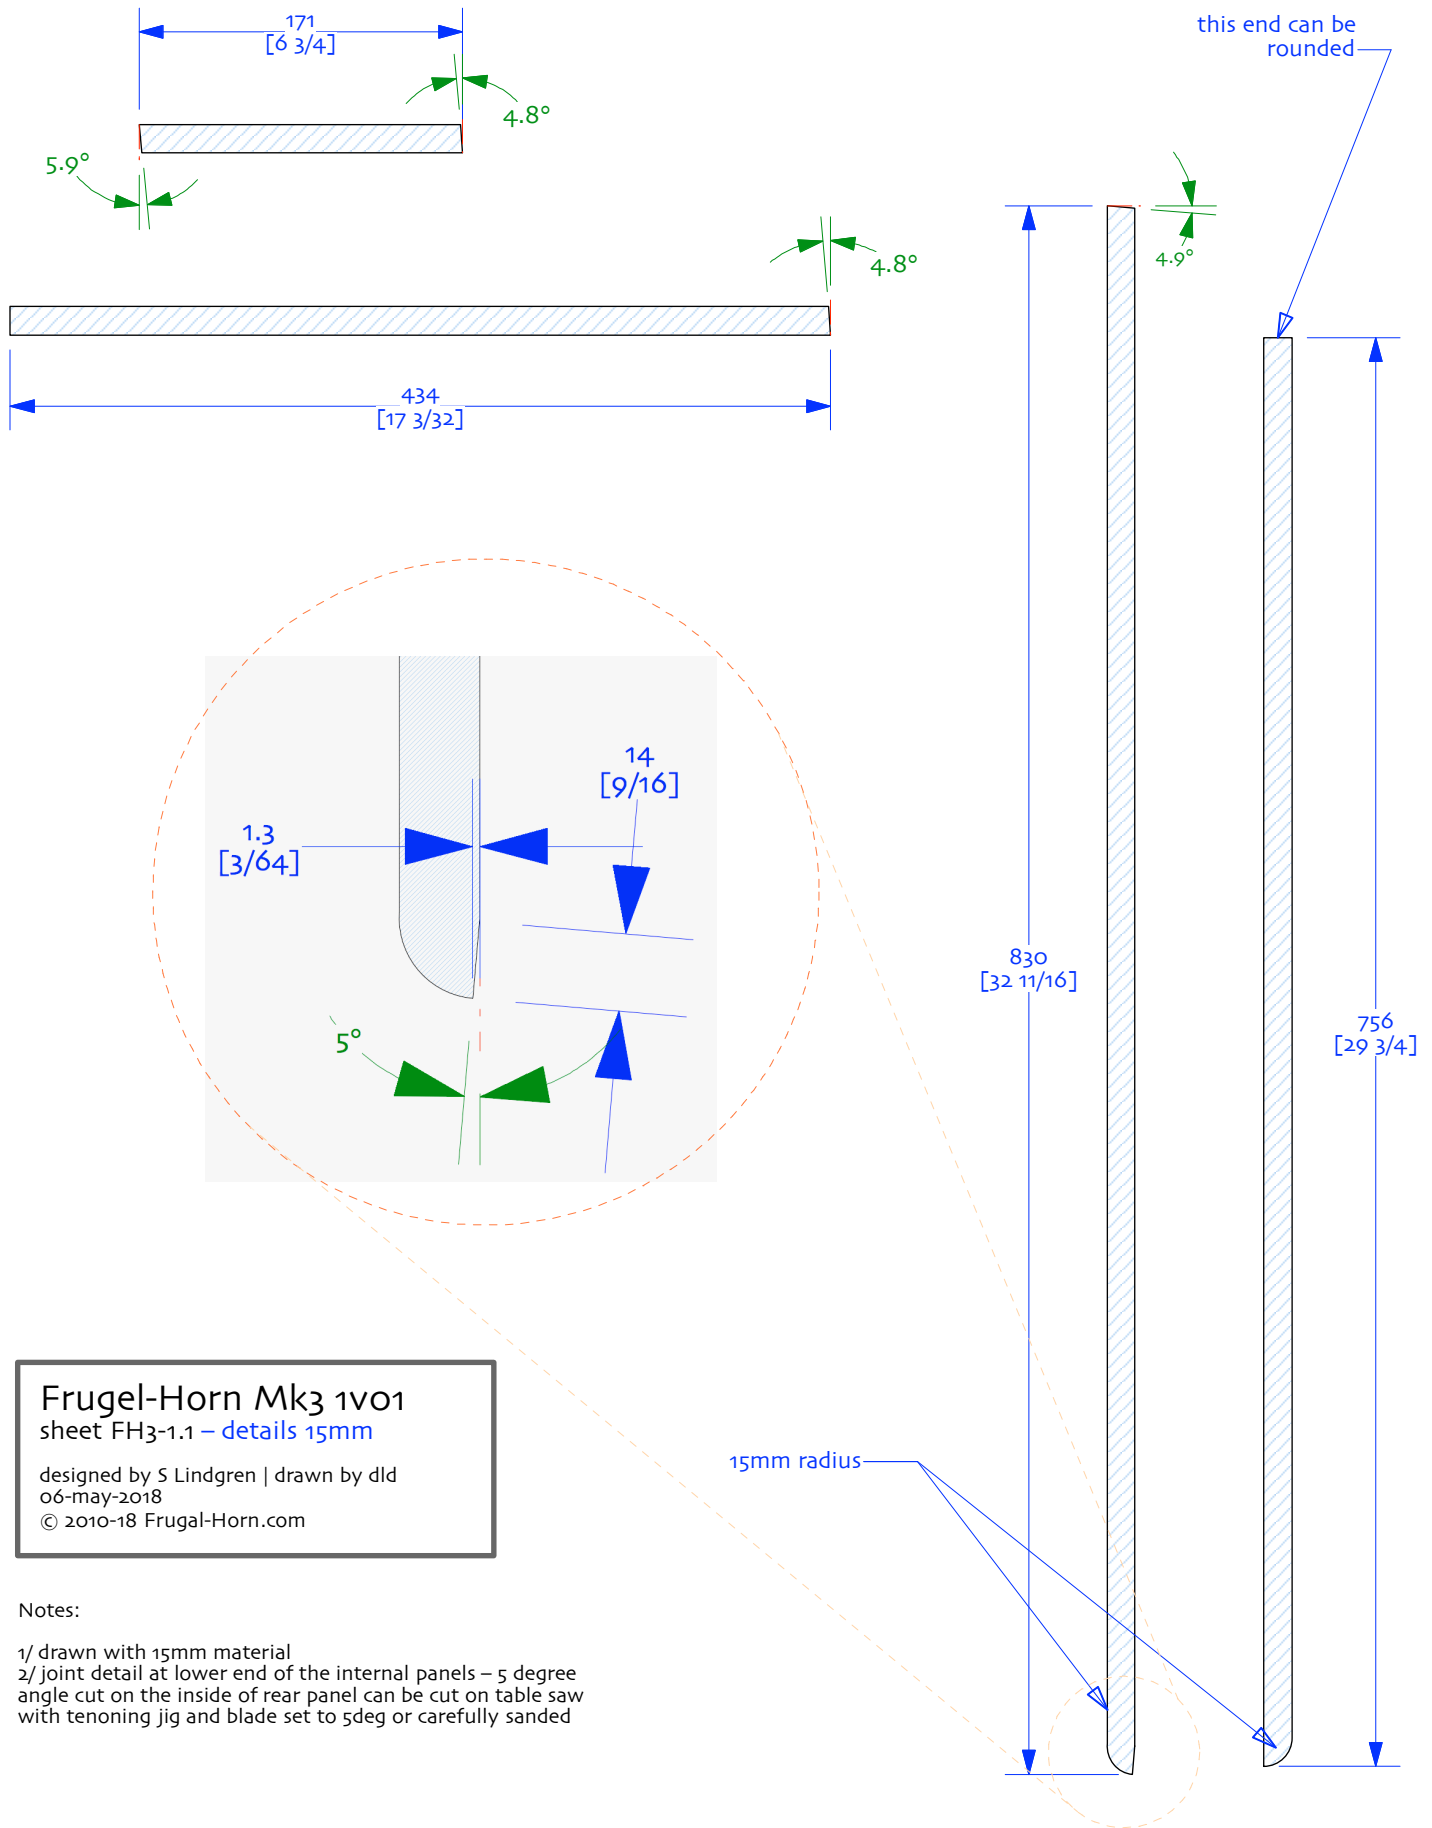 171
[6 3/4]
this end can be
rounded
4.8°
5.9°
4.8°
4.9°
434
[17 3/32]
14
[9/16]
1.3
[3/64]
830
[32 11/16]
756
[29 3/4]
5°
Frugel-Horn Mk3 1v01
sheet FH3-1.1 – details 15mm
designed by S Lindgren | drawn by dld
06-may-2018
© 2010-18 Frugal-Horn.com
15mm radius
Notes:
1/ drawn with 15mm material
2/ joint detail at lower end of the internal panels – 5 degree
angle cut on the inside of rear panel can be cut on table saw
with tenoning jig and blade set to 5deg or carefully sanded